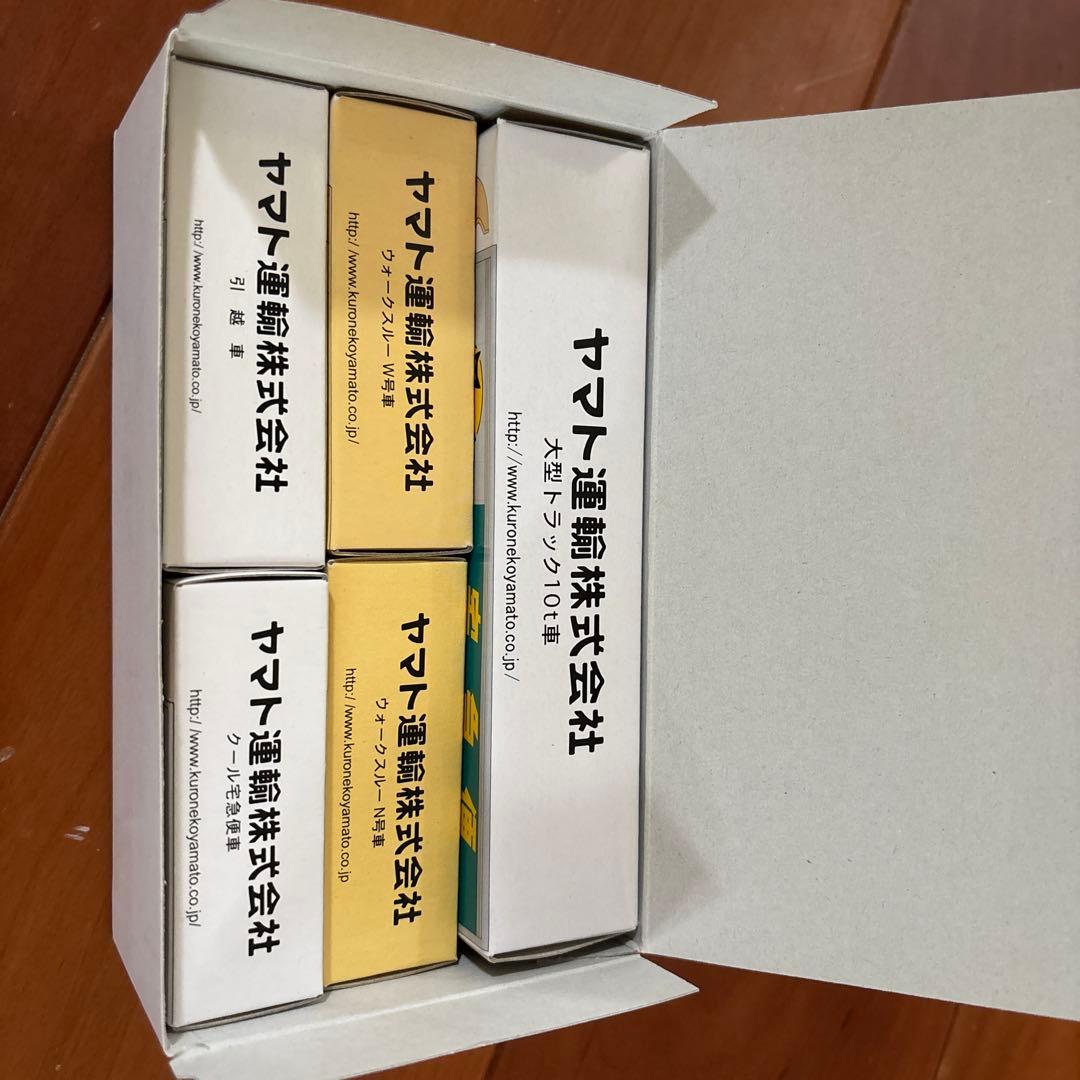 ヤマト運輸株式会社
引越車
http://www.kuronekoyamato.co.jp/
ヤマト運輸株式会社
ウォークスルーW号車
http://www.kuronekoyamato.co.jp/
ヤマト運輸株式会社
大型トラック10t車
http://www.kuronekoyamato.co.jp/
ヤマト運輸株式会社
クール宅急便車
http://www.kuronekoyamato.co.jp/
ヤマト運輸株式会社
ウォークスルーN号車
http://www.kuronekoyamato.co.jp